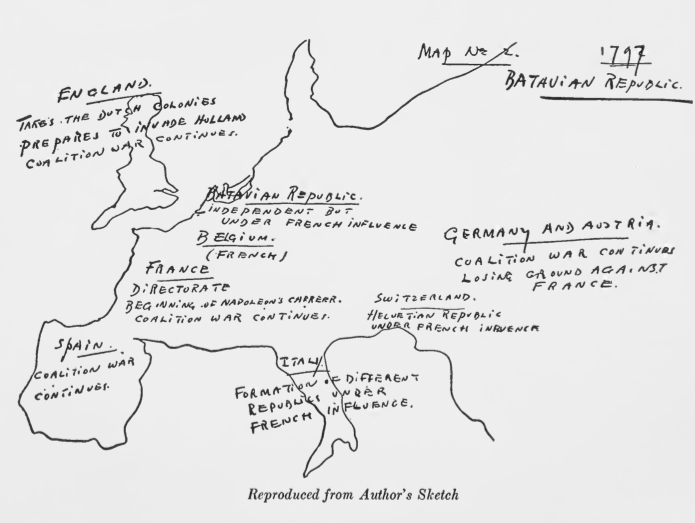 MAP No 2.
1797
BATAVIAN REPUBLIC.
ENGLAND.
TAKES THE DUTCH COLONIES
PREPARES TO INVADE HOLLAND
COALITION WAR CONTINUES.
BATAVIAN REPUBLIC.
INDEPENDENT BUT
UNDER FRENCH INFLUENCE
BELGIUM.
(FRENCH)
GERMANY AND AUSTRIA.
COALITION WAR CONTINUES
LOSING GROUND AGAINST
FRANCE.
FRANCE
DIRECTORATE
BEGINNING OF NAPOLEONS CARREER.
COALITION WAR CONTINUES.
SWITZERLAND.
HELVETIAN REPUBLIC
UNDER FRENCH INFLUENCE
SPAIN.
COALITION WAR
CONTINUES.
ITALY
FORMATION OF DIFFERENT
REPUBLICS UNDER
FRENCH INFLUENCE.
Reproduced from Author's Sketch